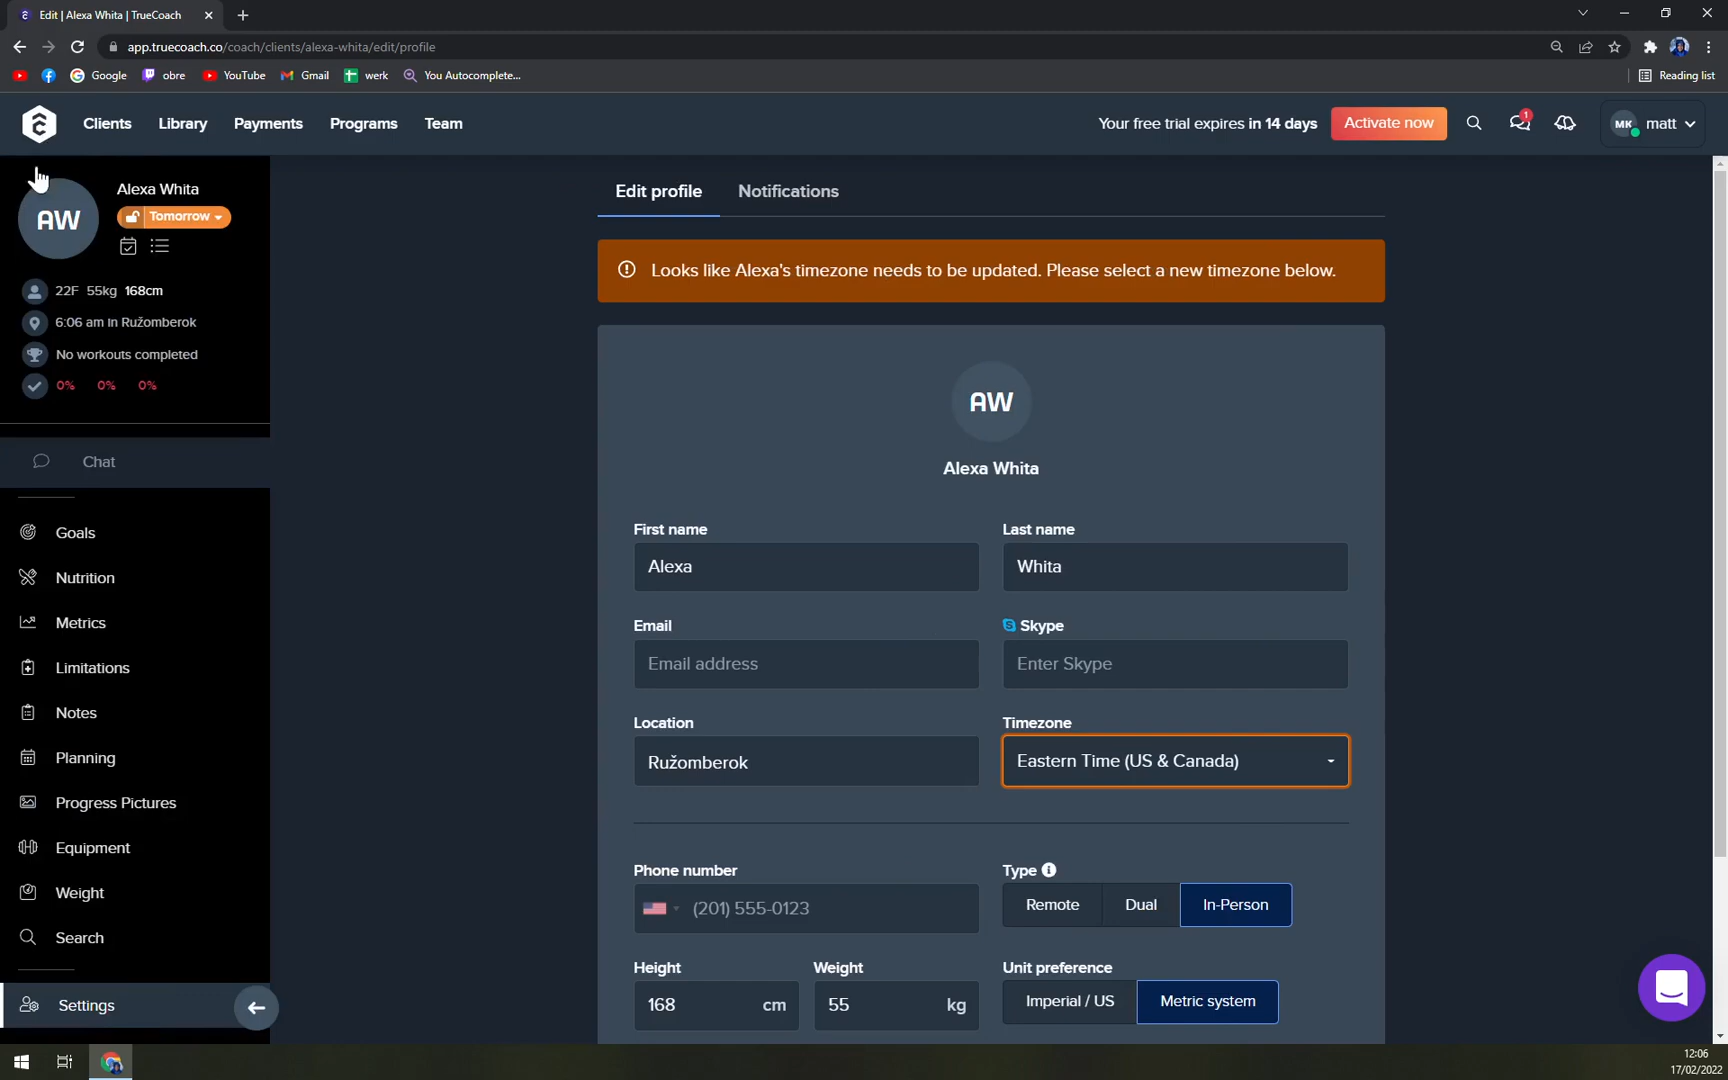 Edit | Alexa Whita | TrueCoach
app.truecoach.co/coach/clients/alexa-whita/edit/profile
Google
obre
YouTube
Gmail
werk
You Autocomplete...
Reading list
Clients
Library
Payments
Programs
Team
Your free trial expires in 14 days
Activate now
1
MK
matt
AW
Alexa Whita
Tomorrow
22F 55kg 168cm
6:06 am in Ružomberok
No workouts completed
0% 0% 0%
Chat
Goals
Nutrition
Metrics
Limitations
Notes
Planning
Progress Pictures
Equipment
Weight
Search
Settings
Edit profile
Notifications
Looks like Alexa's timezone needs to be updated. Please select a new timezone below.
AW
Alexa Whita
First name
Last name
Alexa
Whita
Email
Skype
Email address
Enter Skype
Location
Timezone
Ružomberok
Eastern Time (US & Canada)
Phone number
Type
(201) 555-0123
Remote
Dual
In-Person
Height
Weight
Unit preference
168 cm
55 kg
Imperial / US
Metric system
12:06
17/02/2022